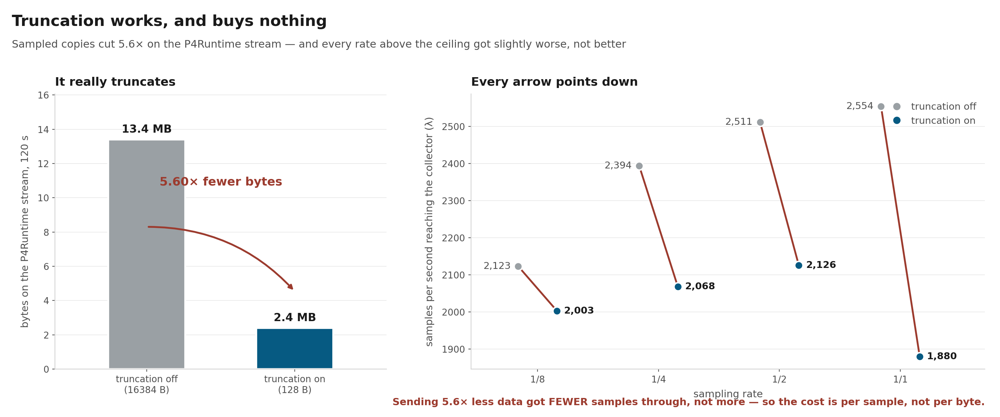 Truncation works, and buys nothing
Sampled copies cut 5.6× on the P4Runtime stream — and every rate above the ceiling got slightly worse, not better
It really truncates
bytes on the P4Runtime stream, 120 s
16
14
12
10
8
6
4
2
0
13.4 MB
5.60× fewer bytes
2.4 MB
truncation off
(16384 B)
truncation on
(128 B)
Every arrow points down
samples per second reaching the collector (λ)
2500
2400
2300
2200
2100
2000
1900
2,123
2,003
2,394
2,068
2,511
2,126
2,554
1,880
truncation off
truncation on
1/8
1/4
1/2
1/1
sampling rate
Sending 5.6× less data got FEWER samples through, not more — so the cost is per sample, not per byte.